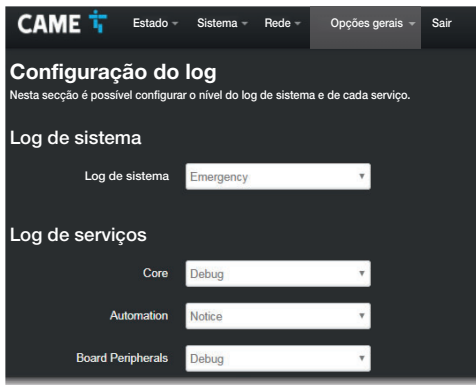 CAME
Estado Sistema Rede Opções gerais Sair
Configuração do log
Nesta secção é possível configurar o nível do log de sistema e de cada serviço.
Log de sistema
Log de sistema Emergency
Log de serviços
Core Debug
Automation Notice
Board Peripherals Debug